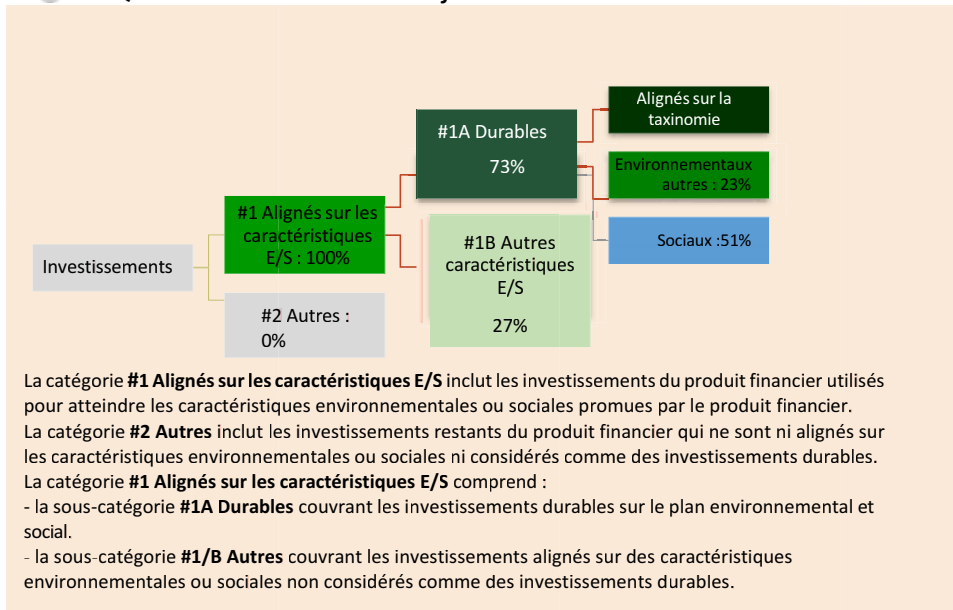 Alignés sur la
taxinomie
#1A Durables
73%
Environnementaux
autres : 23%
#1 Alignés sur les
caractéristiques
E/S : 100%
Sociaux :51%
#1B Autres
caractéristiques
E/S
27%
Investissements
#2 Autres :
0%
La catégorie #1 Alignés sur les caractéristiques E/S inclut les investissements du produit financier utilisés
pour atteindre les caractéristiques environnementales ou sociales promues par le produit financier.
La catégorie #2 Autres inclut les investissements restants du produit financier qui ne sont ni alignés sur
les caractéristiques environnementales ou sociales ni considérés comme des investissements durables.
La catégorie #1 Alignés sur les caractéristiques E/S comprend :
- la sous-catégorie #1A Durables couvrant les investissements durables sur le plan environnemental et
social.
- la sous-catégorie #1/B Autres couvrant les investissements alignés sur des caractéristiques
environnementales ou sociales non considérés comme des investissements durables.